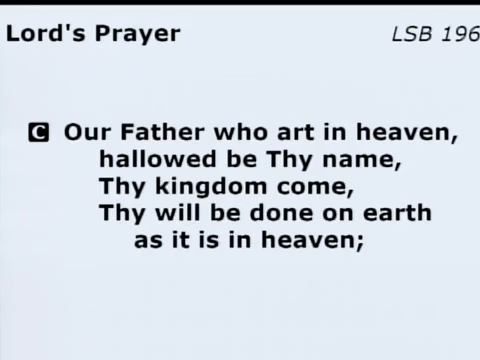 Lord's Prayer LSB 196
C Our Father who art in heaven,
hallowed be Thy name,
Thy kingdom come,
Thy will be done on earth
as it is in heaven;